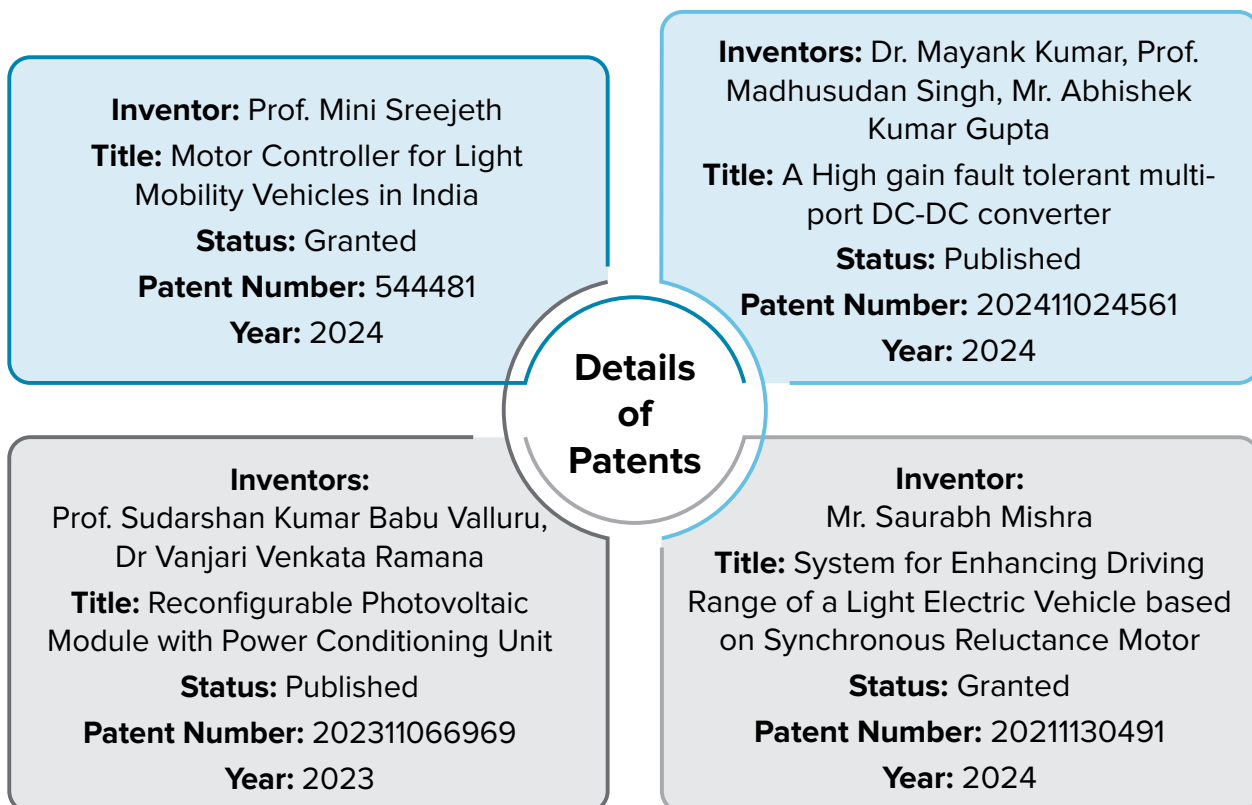 Inventor: Prof. Mini Sreejeth
Title: Motor Controller for Light
Mobility Vehicles in India
Status: Granted
Patent Number: 544481
Year: 2024
Inventors: Dr. Mayank Kumar, Prof.
Madhusudan Singh, Mr. Abhishek
Kumar Gupta
Title: A High gain fault tolerant multi-
port DC-DC converter
Status: Published
Patent Number: 202411024561
Year: 2024
Details
of
Patents
Inventors:
Prof. Sudarshan Kumar Babu Valluru,
Dr Vanjari Venkata Ramana
Title: Reconfigurable Photovoltaic
Module with Power Conditioning Unit
Status: Published
Patent Number: 202311066969
Year: 2023
Inventor:
Mr. Saurabh Mishra
Title: System for Enhancing Driving
Range of a Light Electric Vehicle based
on Synchronous Reluctance Motor
Status: Granted
Patent Number: 20211130491
Year: 2024